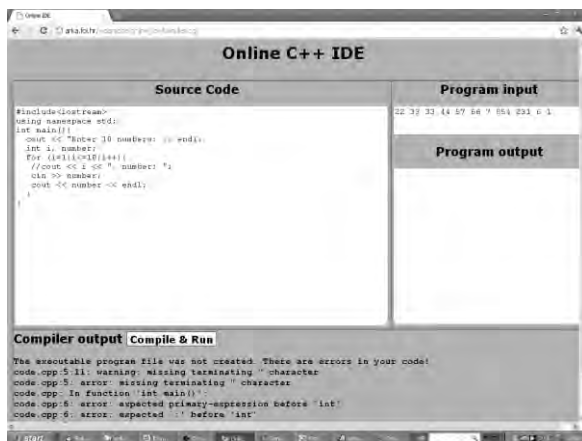 Online IDE
Online C++ IDE
Source Code
Program input
#include<iostream>
using namespace std;
int main(){
cout << "Enter 10 numbers: << endl;
int i, number;
for (i=1;i<=10;i++){
//cout << i << ". number: ";
cin >> number;
cout << number << endl;
}
}
22 33 33 44 57 66 7 854 231 6 1
Program output
Compiler output Compile & Run
The executable program file was not created. There are errors in your code!
code.cpp:5:11: warning: missing terminating " character
code.cpp:5: error: missing terminating " character
code.cpp: In function 'int main()':
code.cpp:6: error: expected primary-expression before 'int'
code.cpp:6: error: expected ';' before 'int'